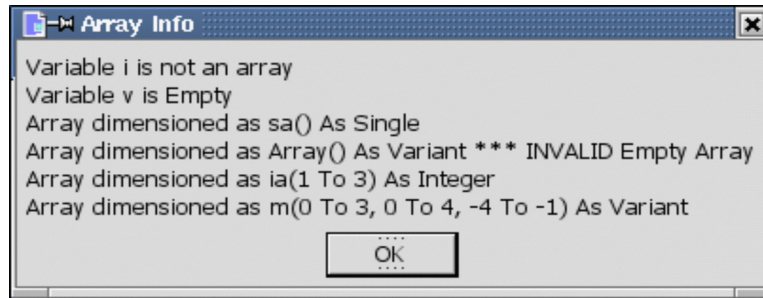 Array Info
Variable i is not an array
Variable v is Empty
Array dimensioned as sa() As Single
Array dimensioned as Array() As Variant *** INVALID Empty Array
Array dimensioned as ia(1 To 3) As Integer
Array dimensioned as m(0 To 3, 0 To 4, -4 To -1) As Variant
OK